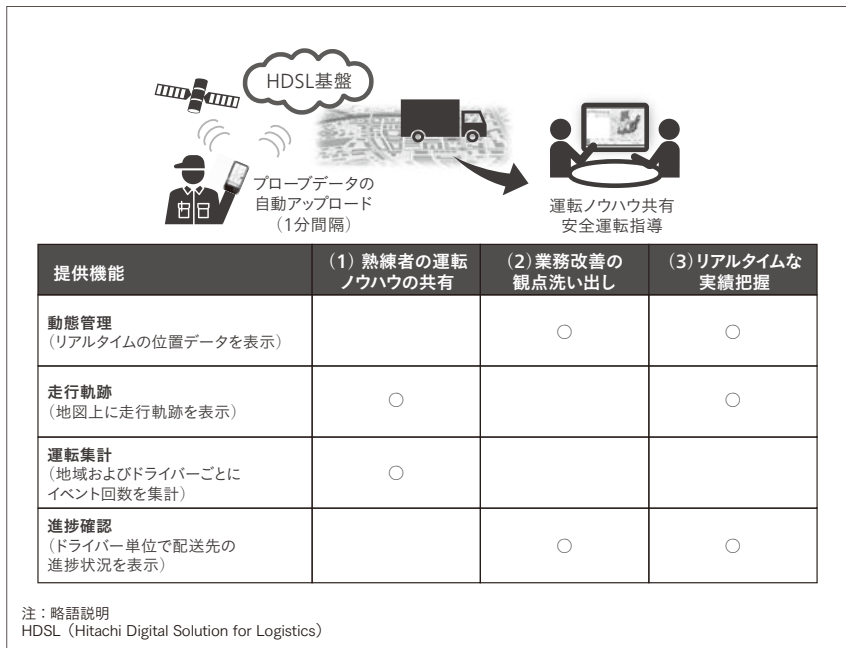 HDSL基盤
プローブデータの
自動アップロード
（1分間隔）
運転ノウハウ共有
安全運転指導
提供機能
（1）熟練者の運転
ノウハウの共有
（2）業務改善の
観点洗い出し
（3）リアルタイムな
実績把握
動態管理
（リアルタイムの位置データを表示）
○
○
走行軌跡
（地図上に走行軌跡を表示）
○
○
運転集計
（地域およびドライバーごとに
イベント回数を集計）
○
進捗確認
（ドライバー単位で配送先の
進捗状況を表示）
○
○
注：略語説明
HDSL（Hitachi Digital Solution for Logistics）